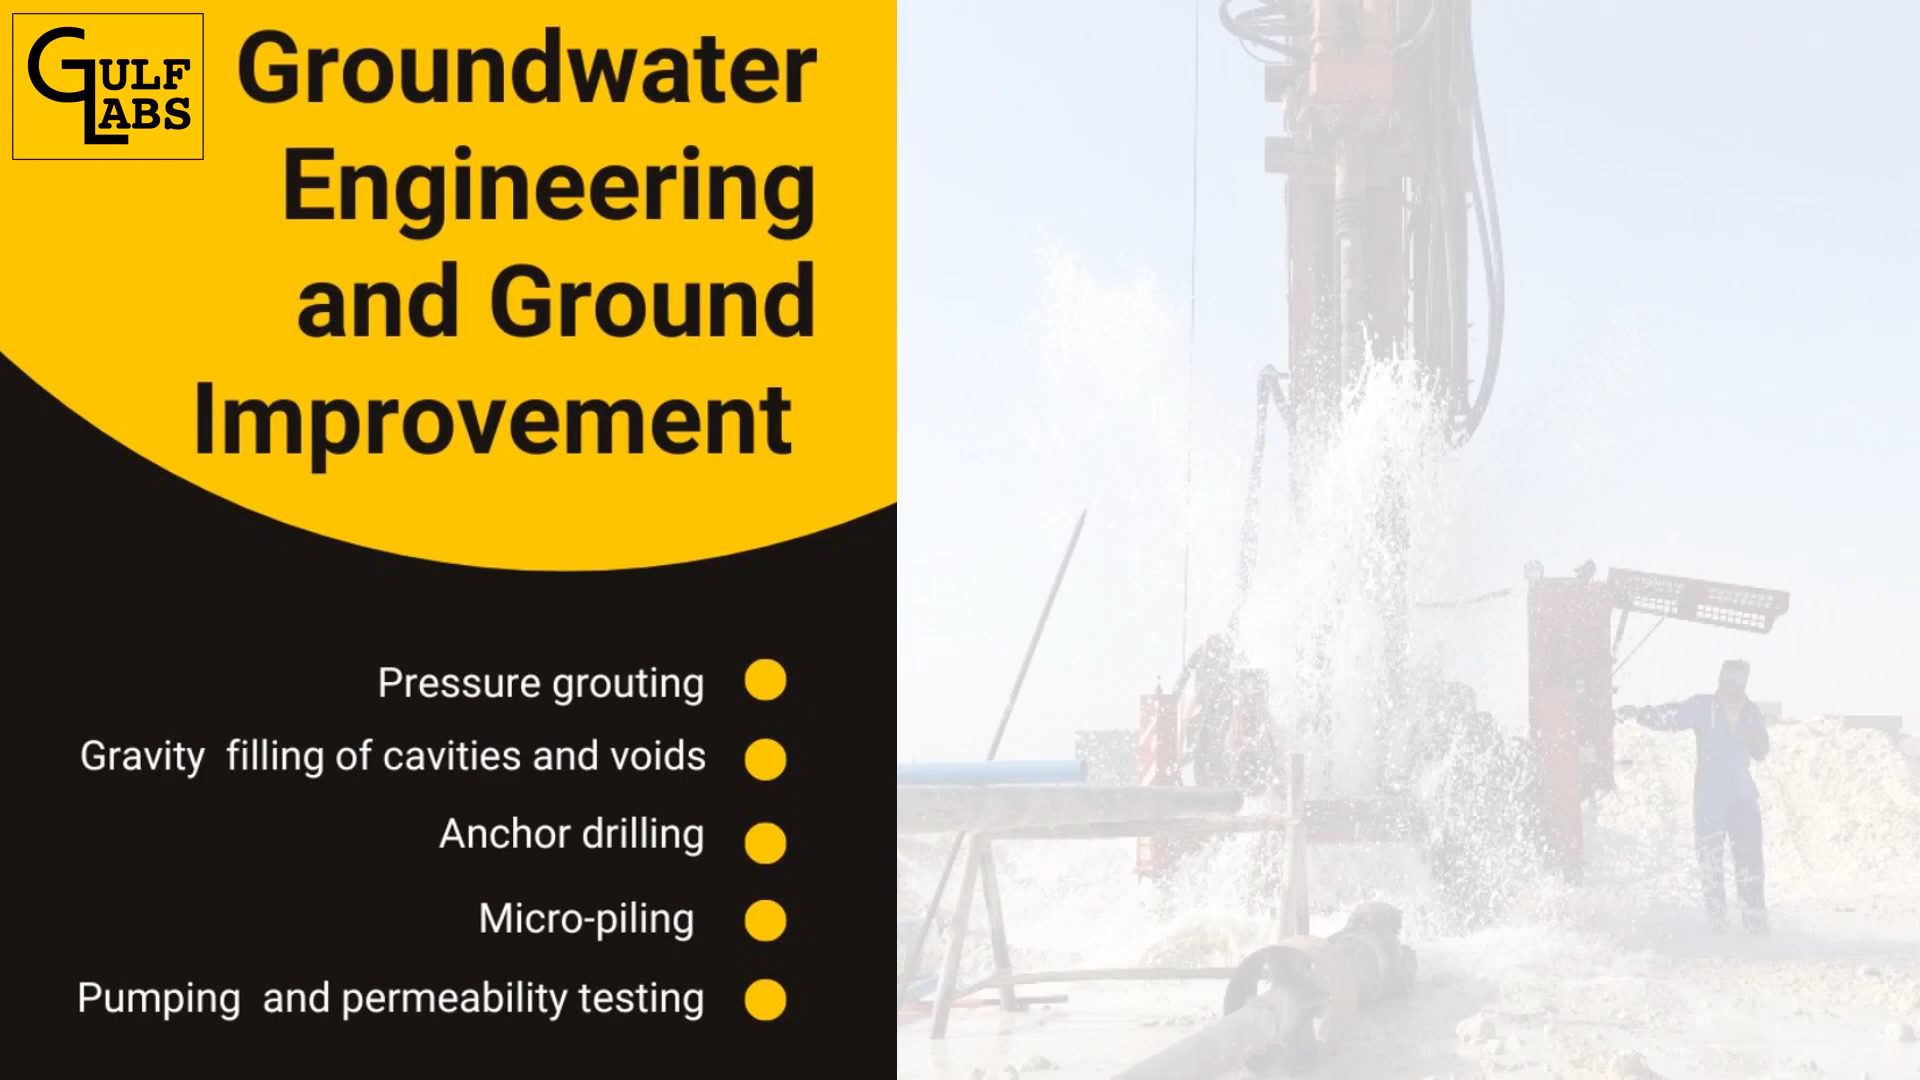 GULF
LABS
Groundwater
Engineering
and Ground
Improvement
Pressure grouting
Gravity filling of cavities and voids
Anchor drilling
Micro-piling
Pumping and permeability testing